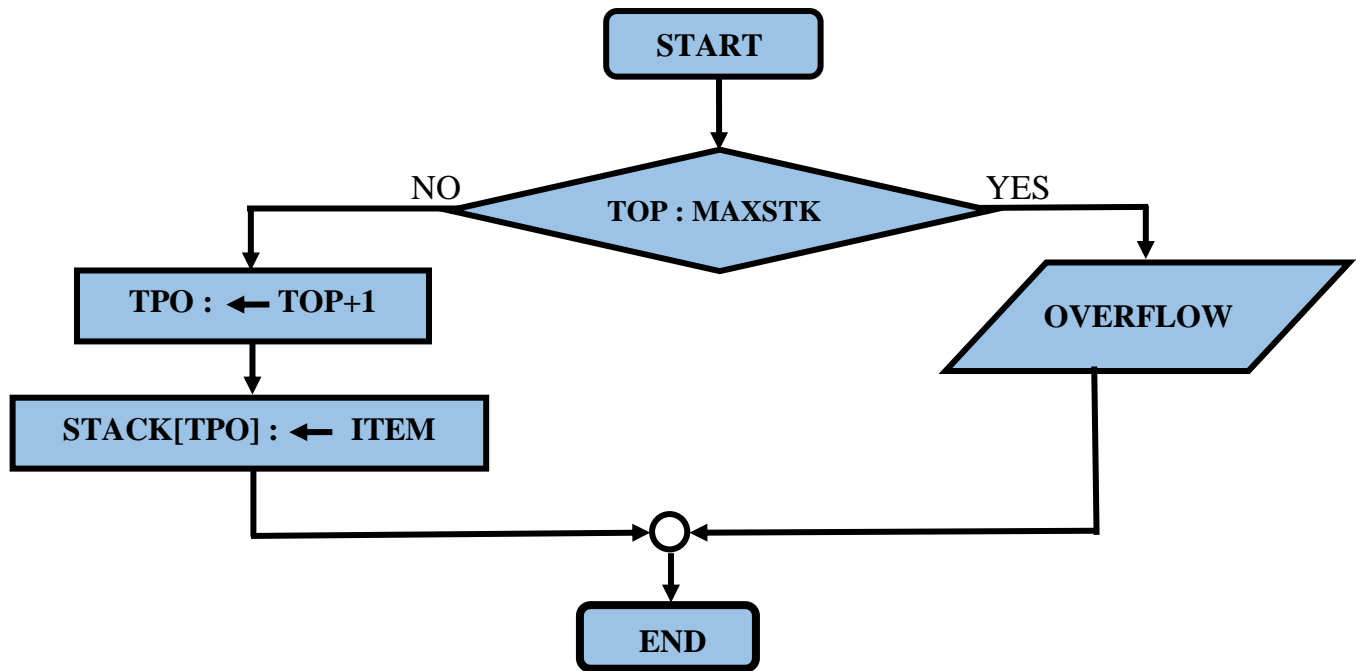 START
NO
YES
TOP : MAXSTK
TPO : ← TOP+1
OVERFLOW
STACK[TPO] : ← ITEM
END